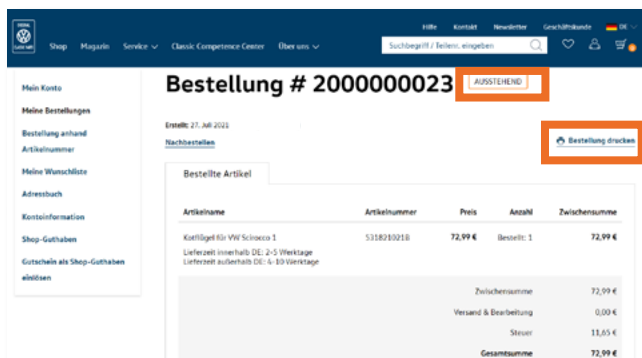 Hilfe Kontakt Newsletter Geschäftskunde DE
Shop Magazin Service Classic Competence Center Über uns Suchbegriff / Teilenr. eingeben
Mein Konto
Meine Bestellungen
Bestellung anhand
Artikelnummer
Meine Wunschliste
Adressbuch
Kontoinformation
Shop-Guthaben
Gutschein als Shop-Guthaben
einlösen
Bestellung # 2000000023 AUSSTEHEND
Erstellt: 27. Juli 2021
Nachbestellen Bestellung drucken
Bestellte Artikel
Artikelname Artikelnummer Preis Anzahl Zwischensumme
Kotflügel für VW Scirocco 1 531821021B 72,99 € Bestellt: 1 72,99 €
Lieferzeit innerhalb DE: 2-5 Werktage
Lieferzeit außerhalb DE: 4-10 Werktage
Zwischensumme 72,99 €
Versand & Bearbeitung 0,00 €
Steuer 11,65 €
Gesamtsumme 72,99 €